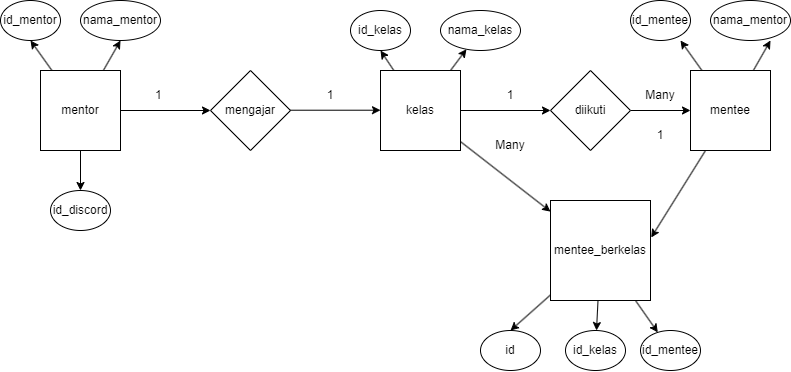 id_mentor
nama_mentor
id_kelas
nama_kelas
id_mentee
nama_mentor
mentor
1
mengajar
1
kelas
1
diikuti
Many
mentee
1
Many
id_discord
mentee_berkelas
id
id_kelas
id_mentee